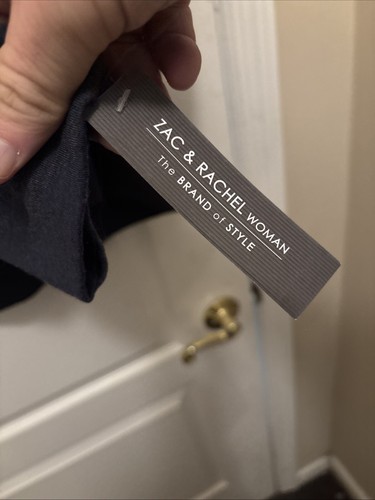 ZAC & RACHEL WOMAN
The BRAND of STYLE